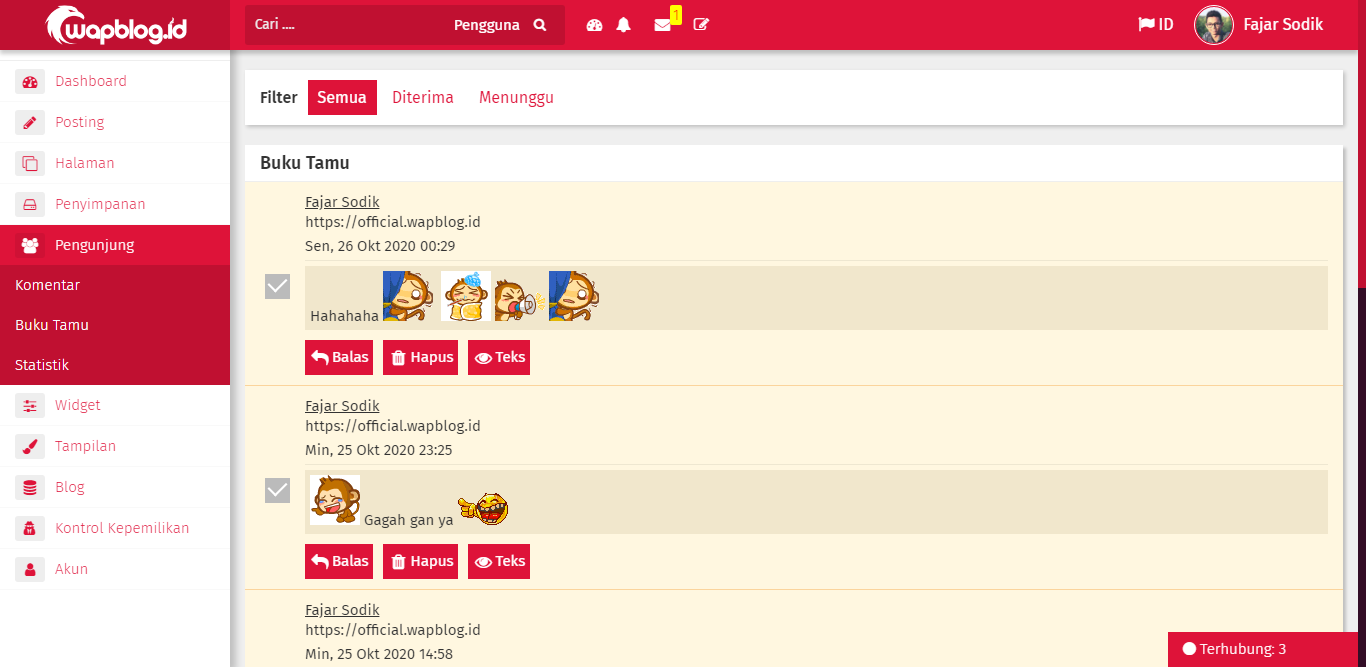 wapblog.id
Cari ....
Pengguna
1
ID
Fajar Sodik
Dashboard
Posting
Halaman
Penyimpanan
Pengunjung
Komentar
Buku Tamu
Statistik
Widget
Tampilan
Blog
Kontrol Kepemilikan
Akun
Filter Semua Diterima Menunggu
Buku Tamu
Fajar Sodik
https://official.wapblog.id
Sen, 26 Okt 2020 00:29
Hahahaha
Balas Hapus Teks
Fajar Sodik
https://official.wapblog.id
Min, 25 Okt 2020 23:25
Gagah gan ya
Balas Hapus Teks
Fajar Sodik
https://official.wapblog.id
Min, 25 Okt 2020 14:58
Terhubung: 3